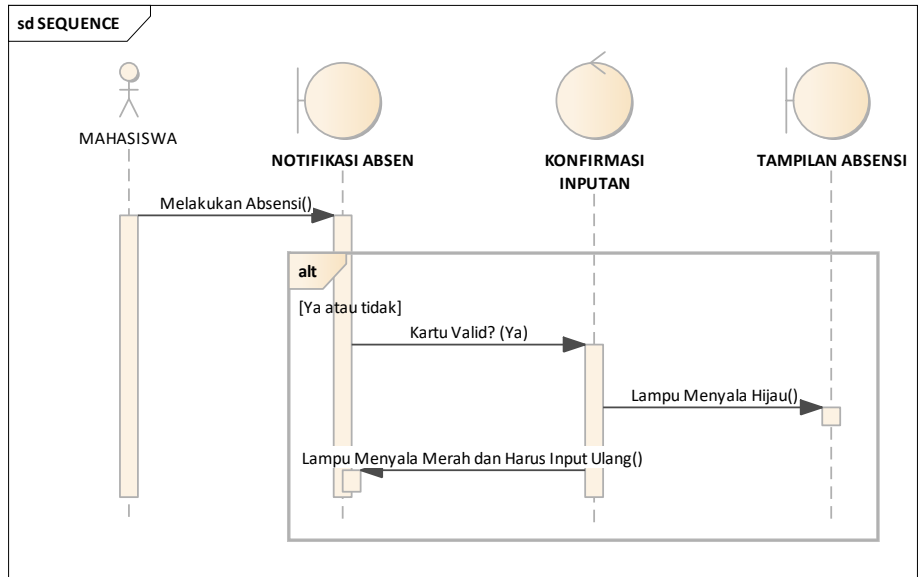 sd SEQUENCE
MAHASISWA
NOTIFIKASI ABSEN
KONFIRMASI
INPUTAN
TAMPILAN ABSENSI
Melakukan Absensi()
alt
[Ya atau tidak]
Kartu Valid? (Ya)
Lampu Menyala Hijau()
Lampu Menyala Merah dan Harus Input Ulang()